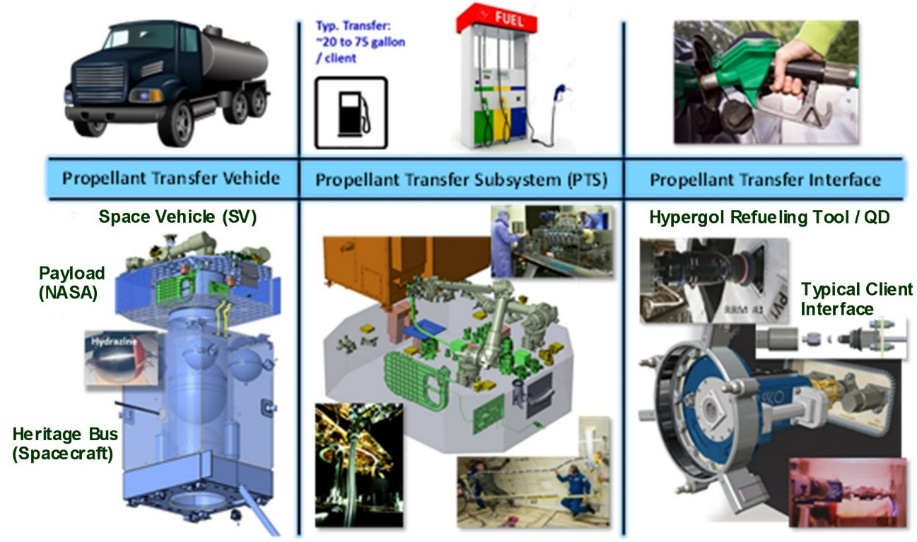 Typ. Transfer:
~20 to 75 gallon
/ client
FUEL
Propellant Transfer Vehicle
Propellant Transfer Subsystem (PTS)
Propellant Transfer Interface
Space Vehicle (SV)
Payload
(NASA)
Hydrazine
Heritage Bus
(Spacecraft)
Hypergol Refueling Tool / QD
RRM
Typical Client
Interface